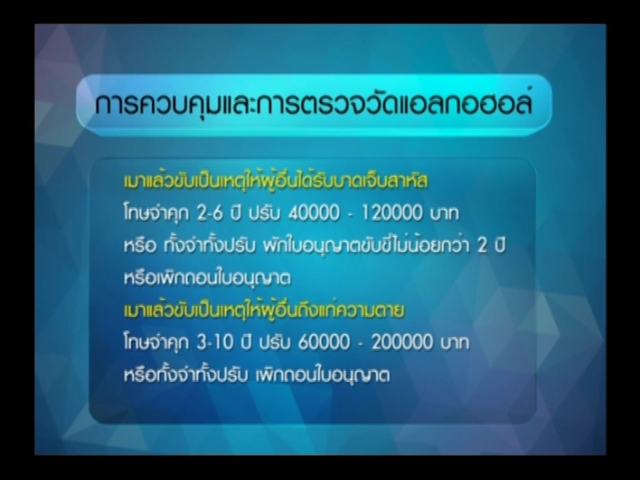 การควบคุมและการตรวจวัดแอลกอฮอล์
เมาแล้วขับเป็นเหตุให้ผู้อื่นได้รับบาดเจ็บสาหัส
โทษจำคุก 2-6 ปี ปรับ 40000 - 120000 บาท
หรือ ทั้งจำทั้งปรับ พักใบอนุญาตขับขี่ไม่น้อยกว่า 2 ปี
หรือเพิกถอนใบอนุญาต
เมาแล้วขับเป็นเหตุให้ผู้อื่นถึงแก่ความตาย
โทษจำคุก 3-10 ปี ปรับ 60000 - 200000 บาท
หรือทั้งจำทั้งปรับ เพิกถอนใบอนุญาต